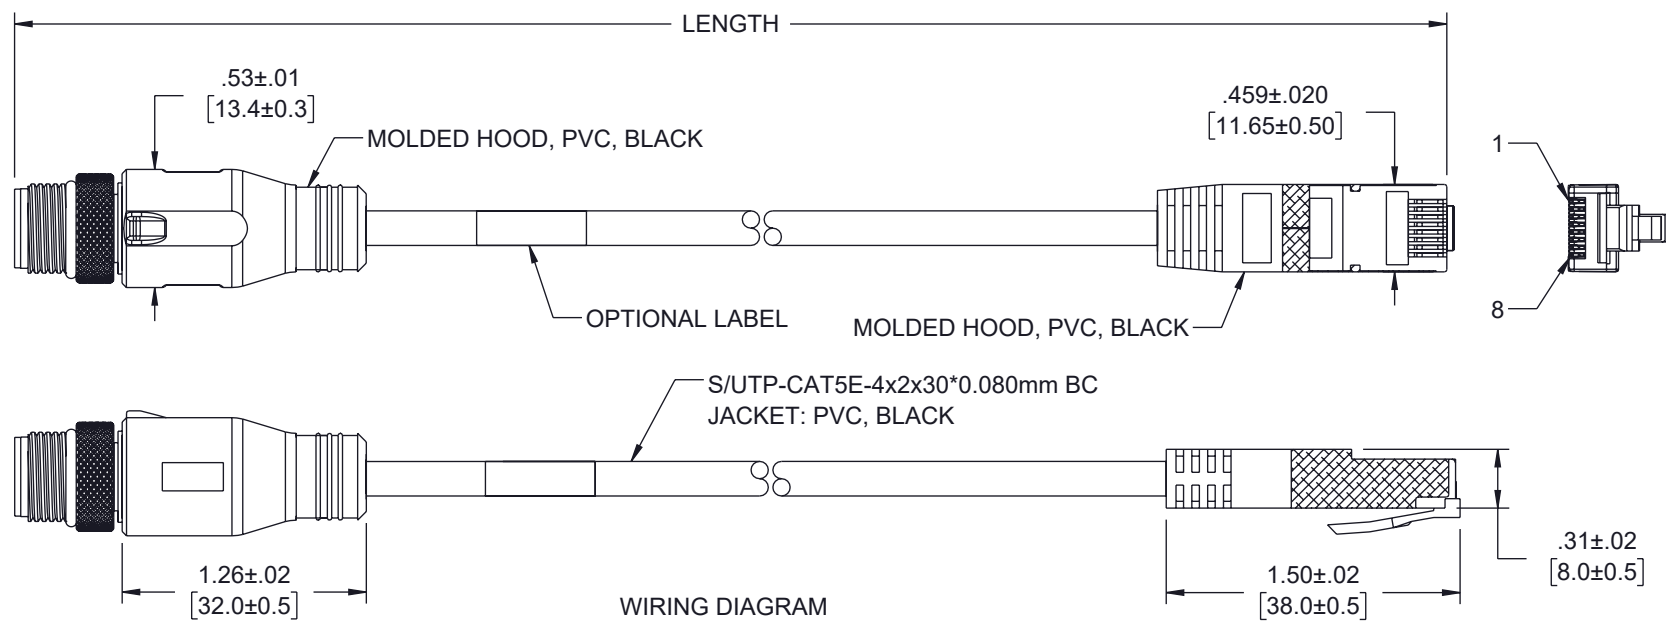 LENGTH
.53±.01
[13.4±0.3]
MOLDED HOOD, PVC, BLACK
.459±.020
[11.65±0.50]
1
8
OPTIONAL LABEL
MOLDED HOOD, PVC, BLACK
S/UTP-CAT5E-4x2x30*0.080mm BC
JACKET: PVC, BLACK
.31±.02
[8.0±0.5]
1.26±.02
[32.0±0.5]
1.50±.02
[38.0±0.5]
WIRING DIAGRAM